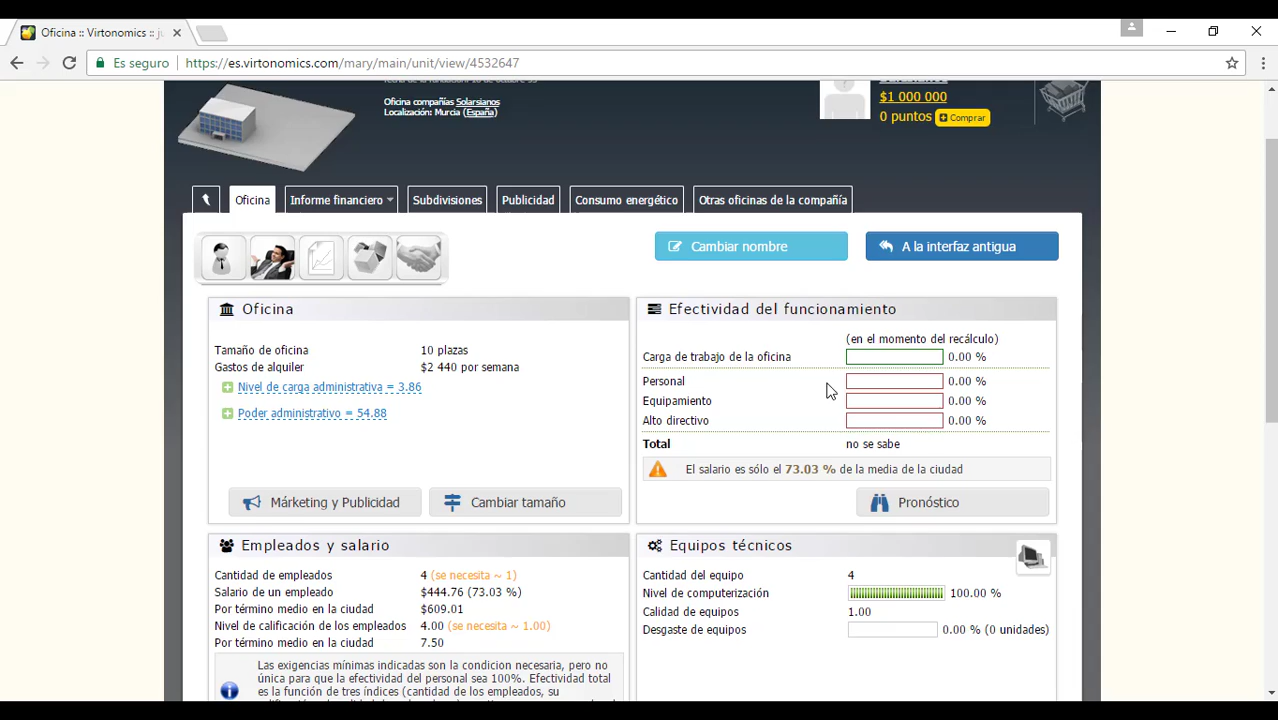 Oficina :: Virtonomics :: ju
Es seguro https://es.virtonomics.com/mary/main/unit/view/4532647
Oficina compañías Solarsianos
Localización: Murcia (España)
$1 000 000
0 puntos Comprar
Oficina Informe financiero Subdivisiones Publicidad Consumo energético Otras oficinas de la compañía
Cambiar nombre A la interfaz antigua
Oficina
Tamaño de oficina 10 plazas
Gastos de alquiler $2 440 por semana
Nivel de carga administrativa = 3.86
Poder administrativo = 54.88
Márketing y Publicidad Cambiar tamaño
Efectividad del funcionamiento
(en el momento del recálculo)
Carga de trabajo de la oficina 0.00 %
Personal 0.00 %
Equipamiento 0.00 %
Alto directivo 0.00 %
Total no se sabe
El salario es sólo el 73.03 % de la media de la ciudad
Pronóstico
Empleados y salario
Cantidad de empleados 4 (se necesita ~ 1)
Salario de un empleado $444.76 (73.03 %)
Por término medio en la ciudad $609.01
Nivel de calificación de los empleados 4.00 (se necesita ~ 1.00)
Por término medio en la ciudad 7.50
Las exigencias mínimas indicadas son la condicion necesaria, pero no
única para que la efectividad del personal sea 100%. Efectividad total
es la función de tres índices (cantidad de los empleados, su
Equipos técnicos
Cantidad del equipo 4
Nivel de computerización 100.00 %
Calidad de equipos 1.00
Desgaste de equipos 0.00 % (0 unidades)